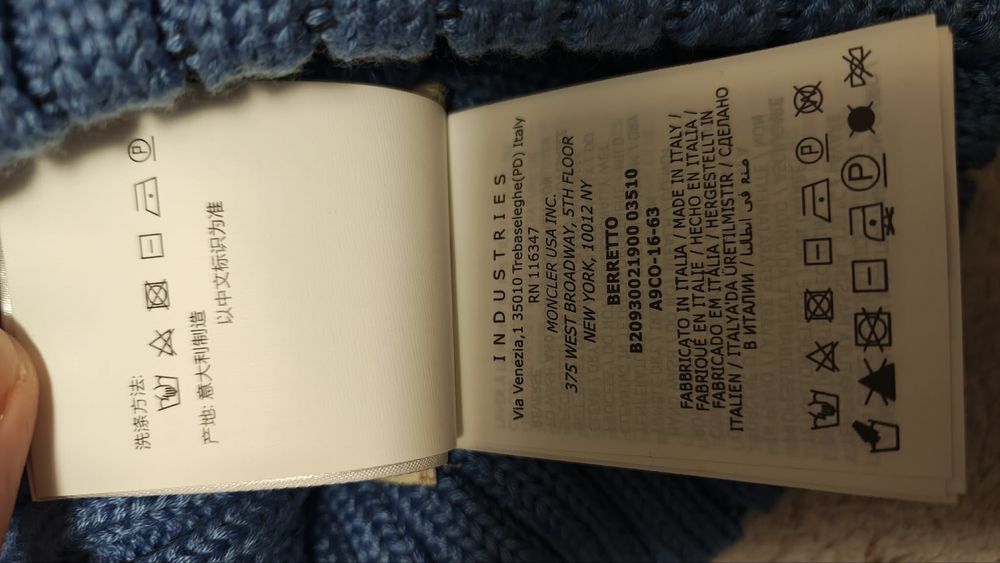 洗涤方法:
产地: 意大利制造
以中文标识为准
INDUSTRIES
Via Venezia,1 35010 Trebaseleghe(PD) Italy
RN 116347
MONCLER USA INC.
375 WEST BROADWAY, 5TH FLOOR
NEW YORK, 10012 NY
BERRETTO
B20930021900 03510
A9CO-16-63
FABBRICATO IN ITALIA / MADE IN ITALY /
FABRIQUÉ EN ITALIE / HECHO EN ITALIA /
FABRICADO EM ITÁLIA / HERGESTELLT IN
ITALIEN / ITALYA'DA ÜRETILMISTIR / СДЕЛАНО
В ИТАЛИИ / صنع في إيطاليا